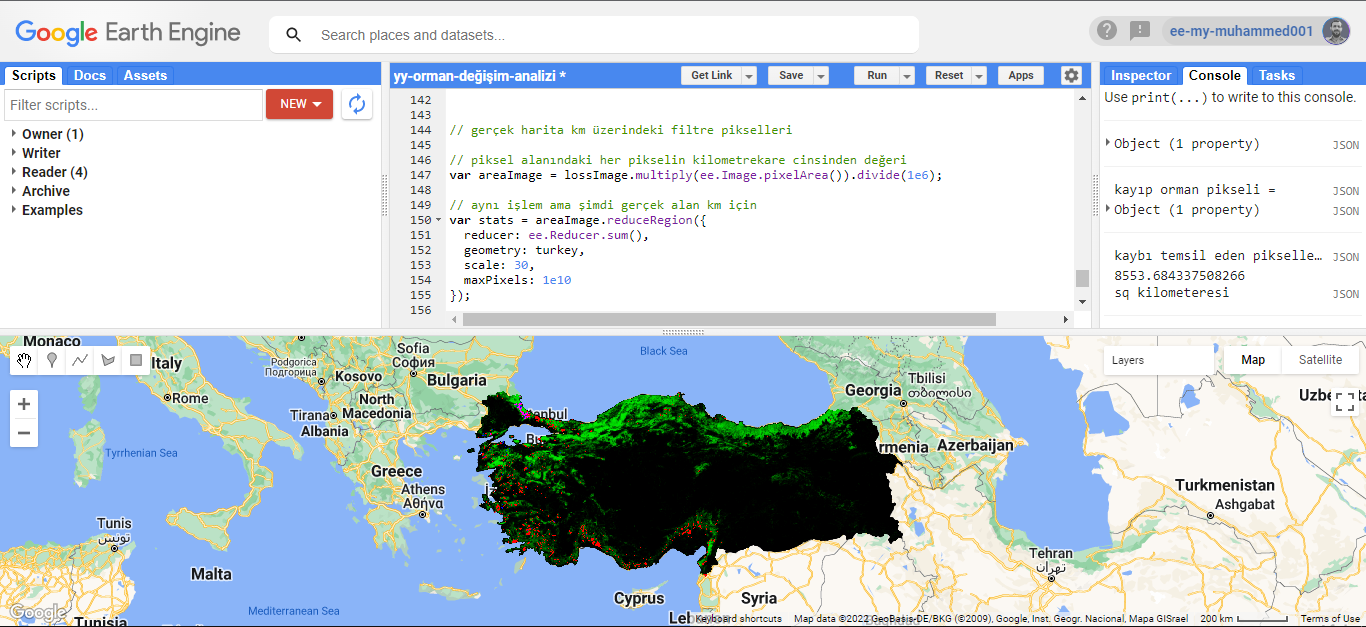 Google Earth Engine
Search places and datasets...
ee-my-muhammed001
Scripts Docs Assets
Filter scripts...
NEW
Owner (1)
Writer
Reader (4)
Archive
Examples
yy-orman-değişim-analizi *
Get Link Save Run Reset Apps
142
143
144 // gerçek harita km üzerindeki filtre pikselleri
145
146 // piksel alanındaki her pikselin kilometrekare cinsinden değeri
147 var areaImage = lossImage.multiply(ee.Image.pixelArea()).divide(1e6);
148
149 // aynı işlem ama şimdi gerçek alan km için
150 var stats = areaImage.reduceRegion({
151 reducer: ee.Reducer.sum(),
152 geometry: turkey,
153 scale: 30,
154 maxPixels: 1e10
155 });
156
Inspector Console Tasks
Use print(...) to write to this console.
Object (1 property) JSON
kayıp orman pikseli = JSON
Object (1 property) JSON
kaybı temsil eden pikselle… JSON
8553.684337508266
sq kilometeresi JSON
Layers
Map Satellite
Monaco
Italy
Rome
Tyrrhenian Sea
Tunis
تونس
Malta
Mediterranean Sea
Tunisia
Podgorica
Подгорица
Kosovo
Sofia
София
Bulgaria
North
Macedonia
Tirana
Albania
Greece
Athens
Αθήνα
Black Sea
Georgia
Tbilisi
თბილისი
Azerbaijan
Turkmenistan
Ashgabat
Tehran
تهران
Cyprus
Syria
Google
Keyboard shortcuts
Map data ©2022 GeoBasis-DE/BKG (©2009), Google, Inst. Geogr. Nacional, Mapa GISrael
200 km
Terms of Use